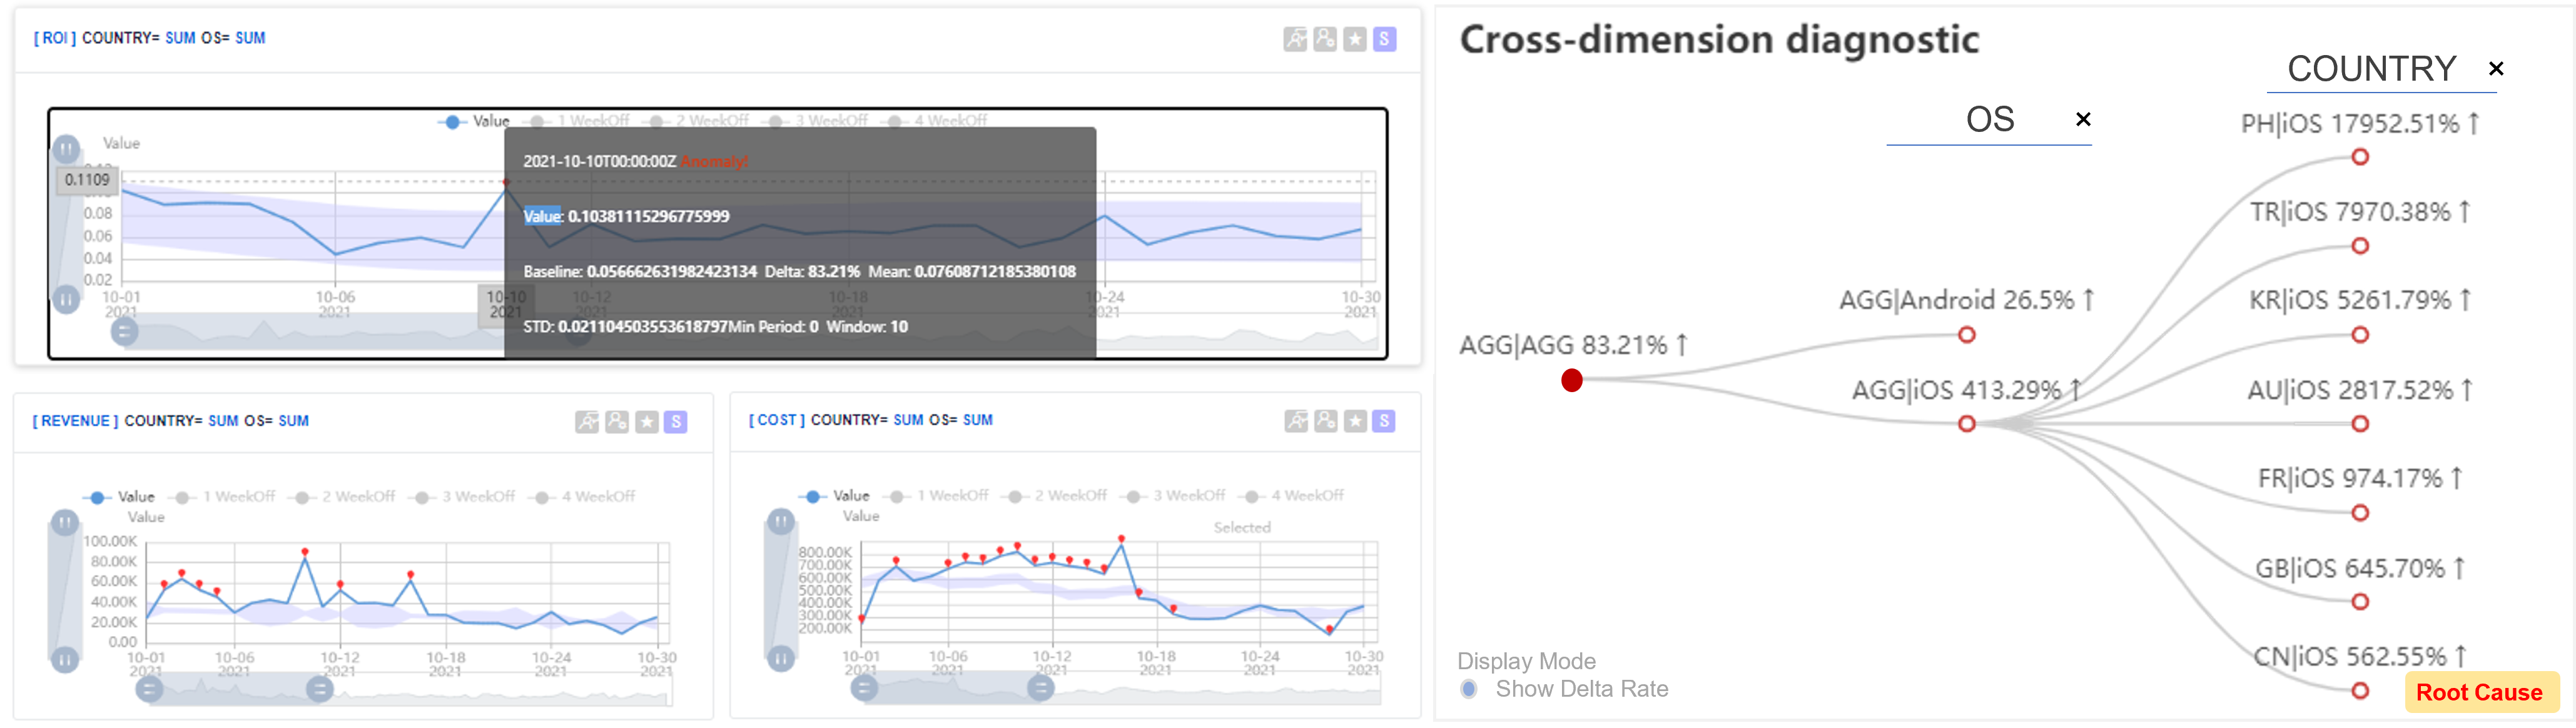 [ ROI ] COUNTRY= SUM OS= SUM
S
Value 1 WeekOff 2 WeekOff 3 WeekOff 4 WeekOff
Value
0.1109
0.08
0.06
0.04
0.02
10-01 2021
10-06 2021
10-10 2021
10-12 2021
10-18 2021
10-24 2021
10-30 2021
2021-10-10T00:00:00Z Anomaly!
Value: 0.10381115296775999
Baseline: 0.056662631982423134 Delta: 83.21% Mean: 0.07608712185380108
STD: 0.021104503553618797Min Period: 0 Window: 10
[ REVENUE ] COUNTRY= SUM OS= SUM
S
Value 1 WeekOff 2 WeekOff 3 WeekOff 4 WeekOff
Value
100.00K
80.00K
60.00K
40.00K
20.00K
0.00
10-01 2021
10-06 2021
10-12 2021
10-18 2021
10-24 2021
10-30 2021
[ COST ] COUNTRY= SUM OS= SUM
S
Value 1 WeekOff 2 WeekOff 3 WeekOff 4 WeekOff
Value
Selected
800.00K
700.00K
600.00K
500.00K
400.00K
300.00K
200.00K
10-01 2021
10-06 2021
10-12 2021
10-18 2021
10-24 2021
10-30 2021
Cross-dimension diagnostic
OS ×
COUNTRY ×
AGG|AGG 83.21% ↑
AGG|Android 26.5% ↑
AGG|iOS 413.29% ↑
PH|iOS 17952.51% ↑
TR|iOS 7970.38% ↑
KR|iOS 5261.79% ↑
AU|iOS 2817.52% ↑
FR|iOS 974.17% ↑
GB|iOS 645.70% ↑
CN|iOS 562.55% ↑
Root Cause
Display Mode
Show Delta Rate